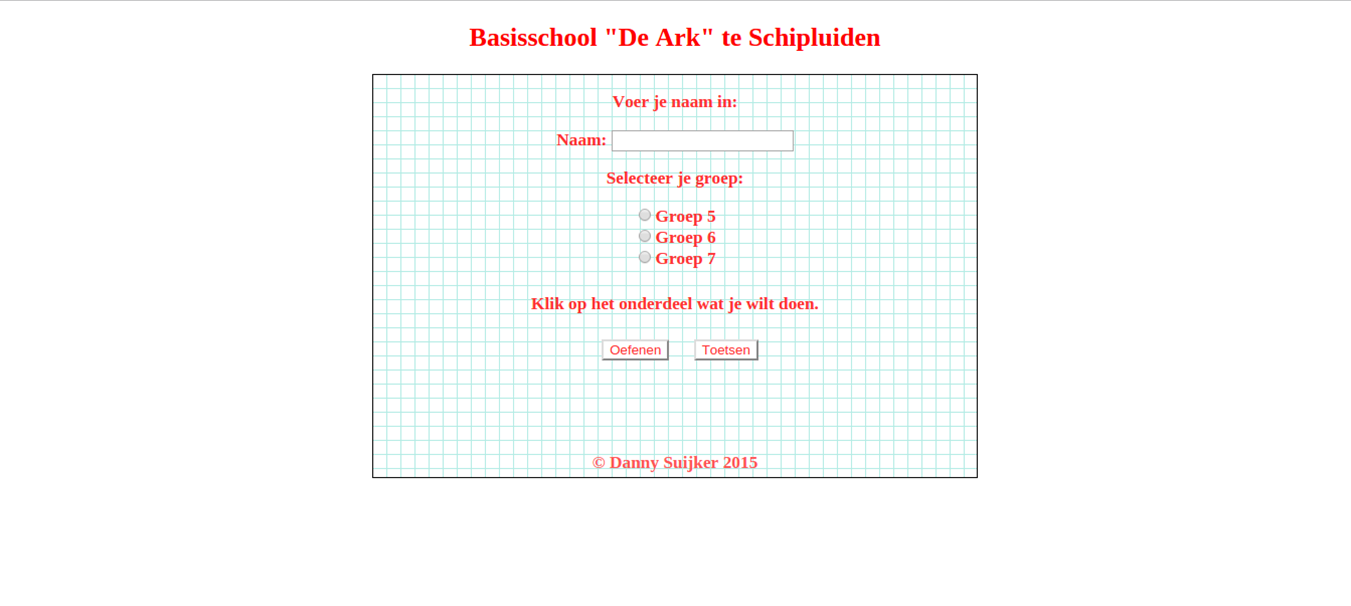 Basisschool "De Ark" te Schipluiden
Voer je naam in:
Naam:
Selecteer je groep:
Groep 5
Groep 6
Groep 7
Klik op het onderdeel wat je wilt doen.
Oefenen Toetsen
© Danny Suijker 2015